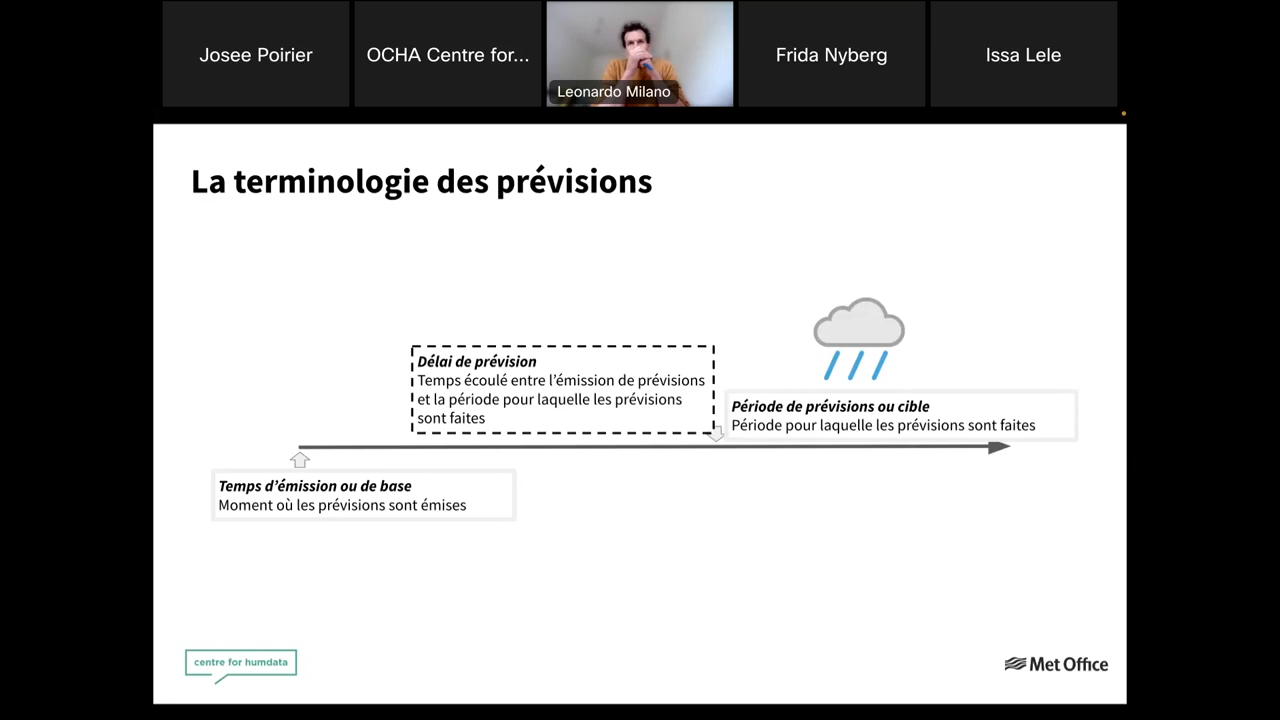 Josee Poirier
OCHA Centre for...
Leonardo Milano
Frida Nyberg
Issa Lele
La terminologie des prévisions
Délai de prévision
Temps écoulé entre l’émission de prévisions
et la période pour laquelle les prévisions
sont faites
Période de prévisions ou cible
Période pour laquelle les prévisions sont faites
Temps d’émission ou de base
Moment où les prévisions sont émises
centre for humdata
Met Office